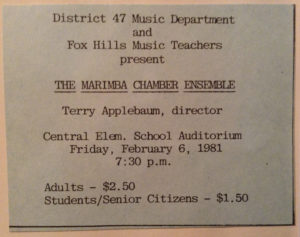 District 47 Music Department
and
Fox Hills Music Teachers
present
THE MARIMBA CHAMBER ENSEMBLE
Terry Applebaum, director
Central Elem. School Auditorium
Friday, February 6, 1981
7:30 p.m.
Adults - $2.50
Students/Senior Citizens - $1.50